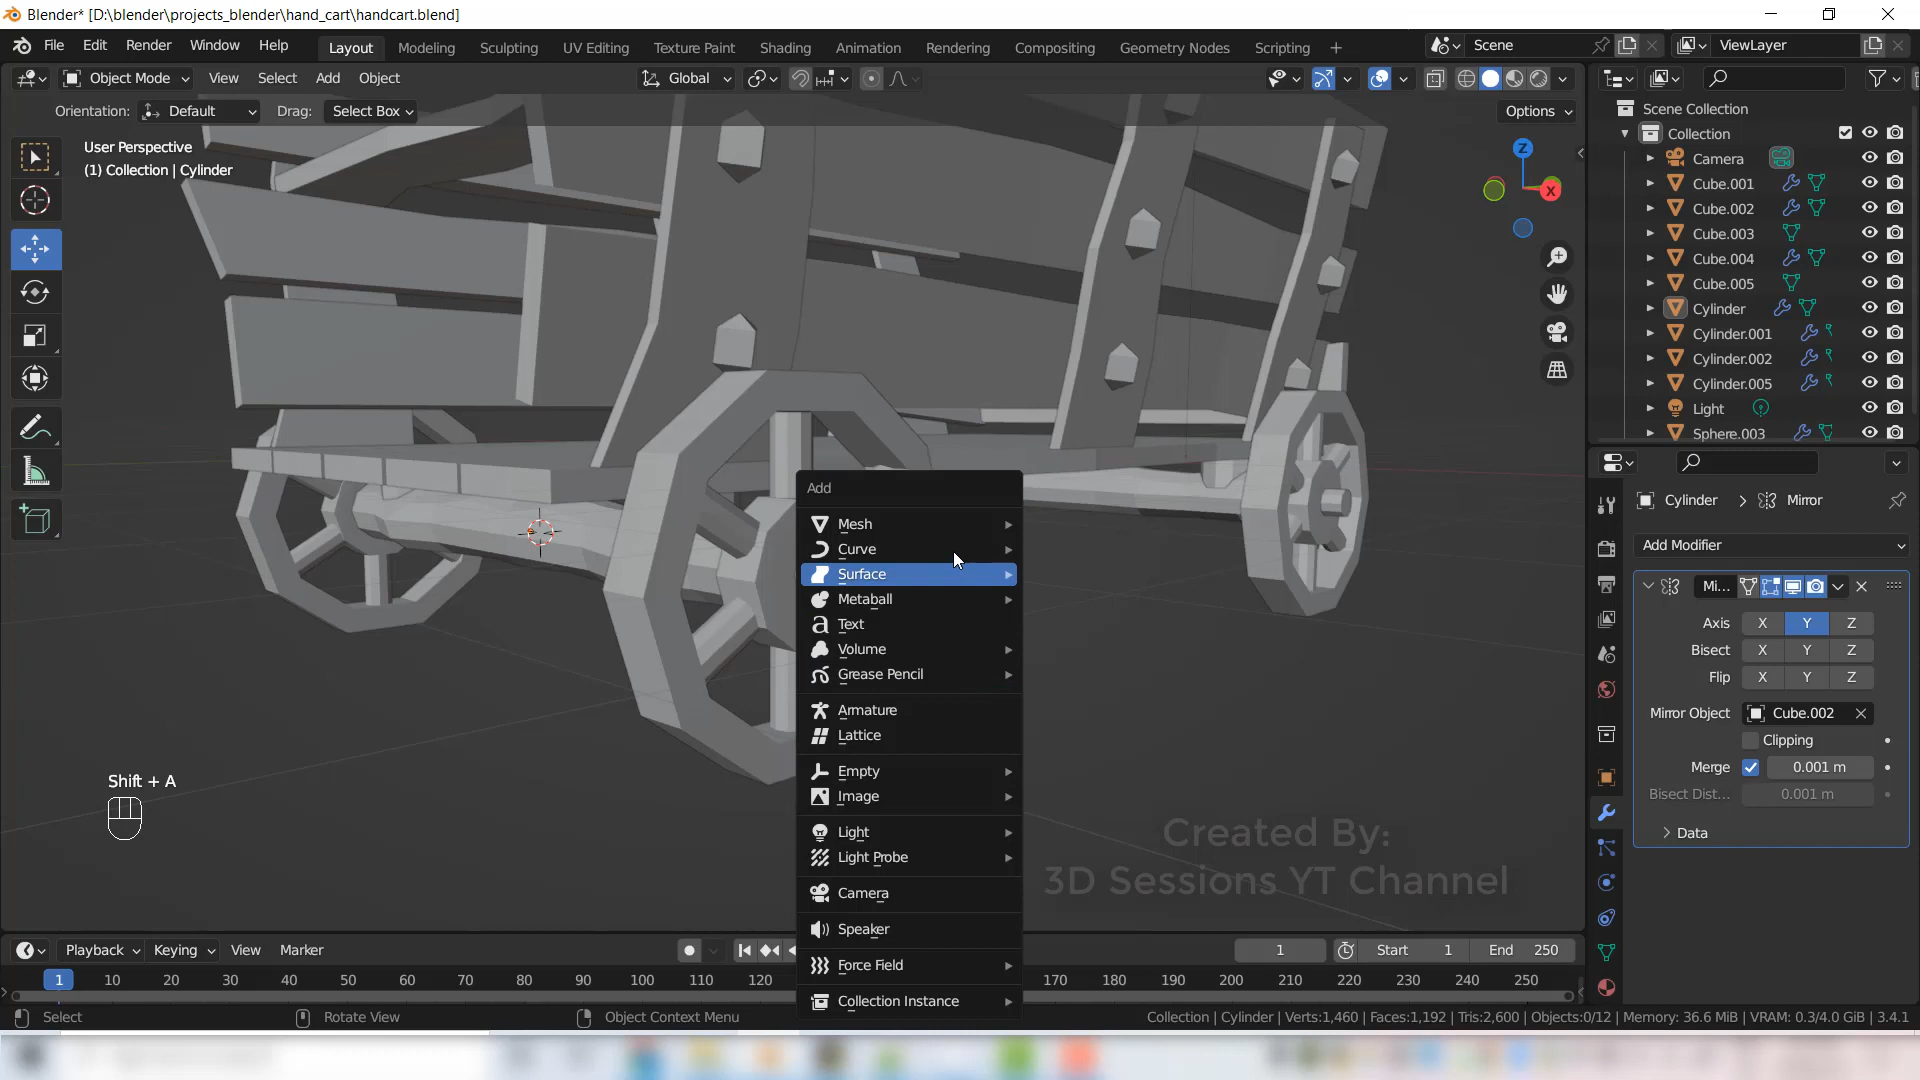 Blender* [D:\blender\projects_blender\hand_cart\handcart.blend]
File Edit Render Window Help Layout Modeling Sculpting UV Editing Texture Paint Shading Animation Rendering Compositing Geometry Nodes Scripting + Scene ViewLayer
Object Mode View Select Add Object Global
Orientation: Default Drag: Select Box Options
User Perspective
(1) Collection | Cylinder
Z
X
Scene Collection
Collection
Camera
Cube.001
Cube.002
Cube.003
Cube.004
Cube.005
Cylinder
Cylinder.001
Cylinder.002
Cylinder.005
Light
Sphere.003
Add
Mesh
Curve
Surface
Metaball
Text
Volume
Grease Pencil
Armature
Lattice
Empty
Image
Light
Light Probe
Camera
Speaker
Force Field
Collection Instance
Cylinder > Mirror
Add Modifier
Mi...
Axis X Y Z
Bisect X Y Z
Flip X Y Z
Mirror Object Cube.002
Clipping
Merge 0.001 m
Bisect Dist... 0.001 m
Data
Shift + A
Created By:
3D Sessions YT Channel
Playback Keying View Marker 1 Start 1 End 250
1 10 20 30 40 50 60 70 80 90 100 110 120 170 180 190 200 210 220 230 240 250
Select Rotate View Object Context Menu Collection | Cylinder | Verts:1,460 | Faces:1,192 | Tris:2,600 | Objects:0/12 | Memory: 36.6 MiB | VRAM: 0.3/4.0 GiB | 3.4.1